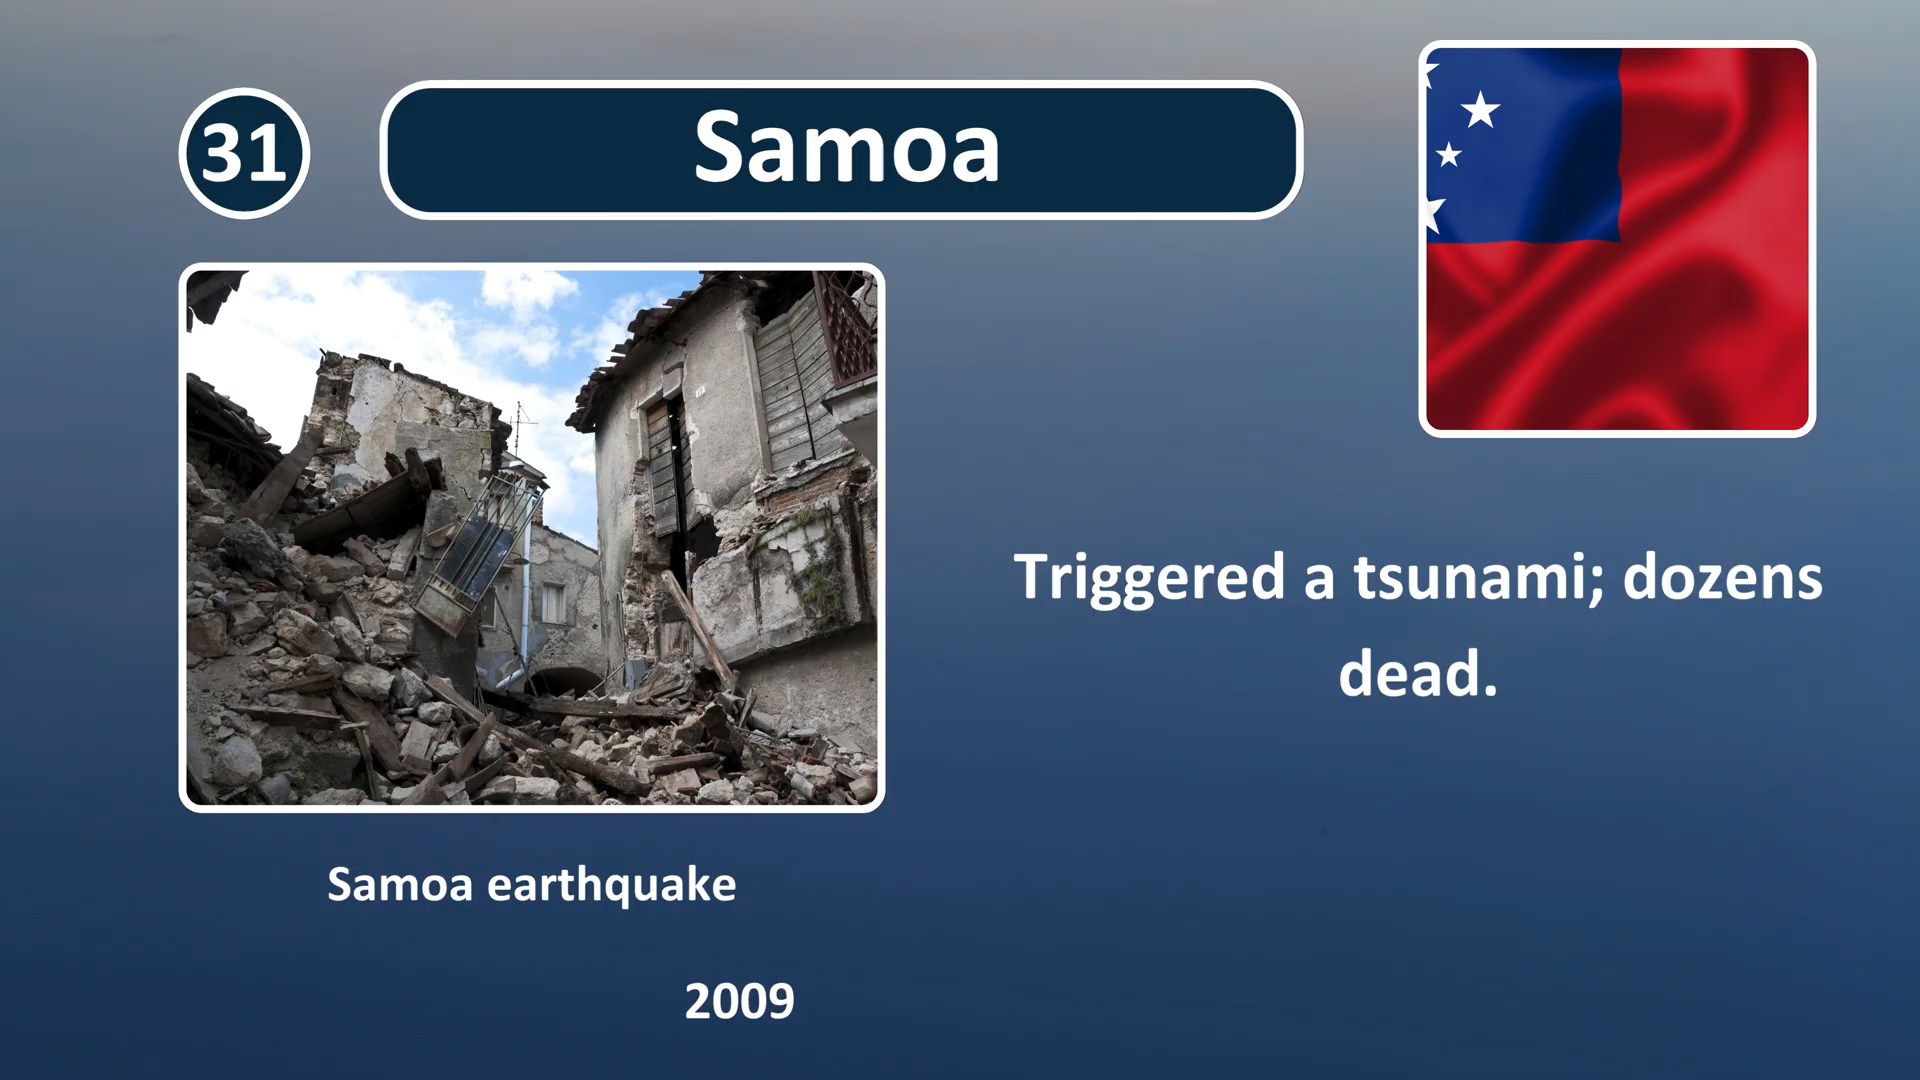 31
Samoa
Triggered a tsunami; dozens
dead.
Samoa earthquake
2009